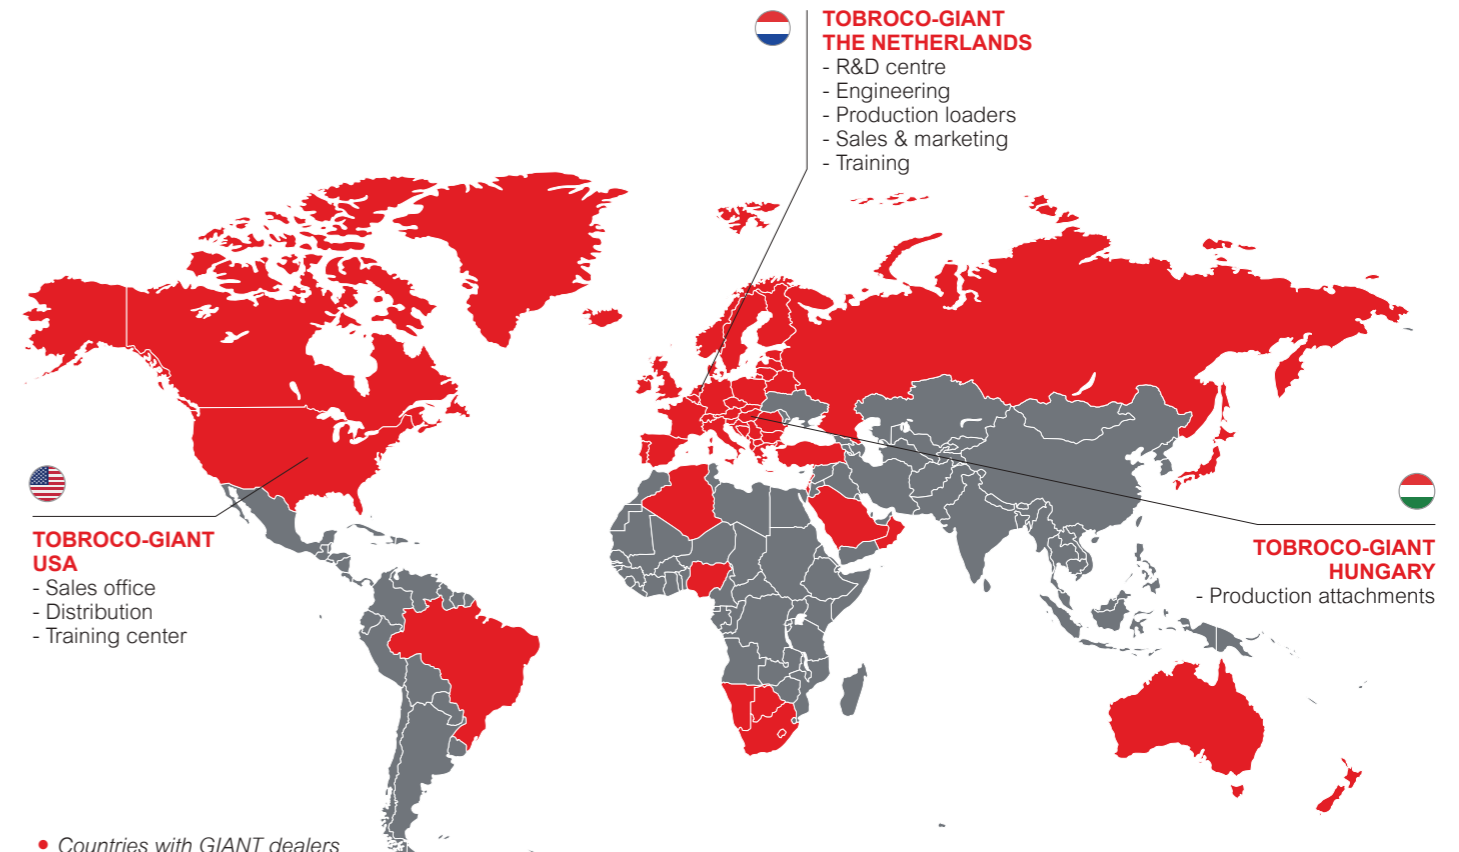 TOBROCO-GIANT
THE NETHERLANDS
- R&D centre
- Engineering
- Production loaders
- Sales & marketing
- Training
TOBROCO-GIANT
USA
- Sales office
- Distribution
- Training center
TOBROCO-GIANT
HUNGARY
- Production attachments
• Countries with GIANT dealers